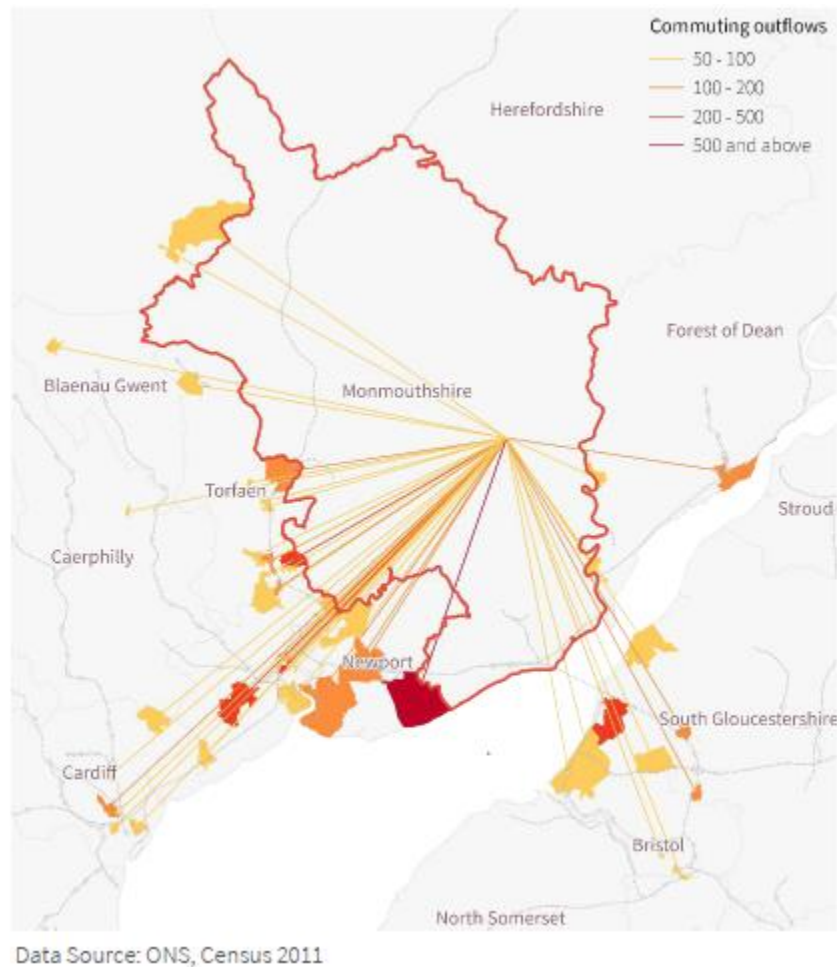 Commuting outflows
50 - 100
100 - 200
200 - 500
500 and above
Herefordshire
Forest of Dean
Blaenau Gwent
Monmouthshire
Torfaen
Stroud
Caerphilly
Newport
South Gloucestershire
Cardiff
Bristol
North Somerset
Data Source: ONS, Census 2011